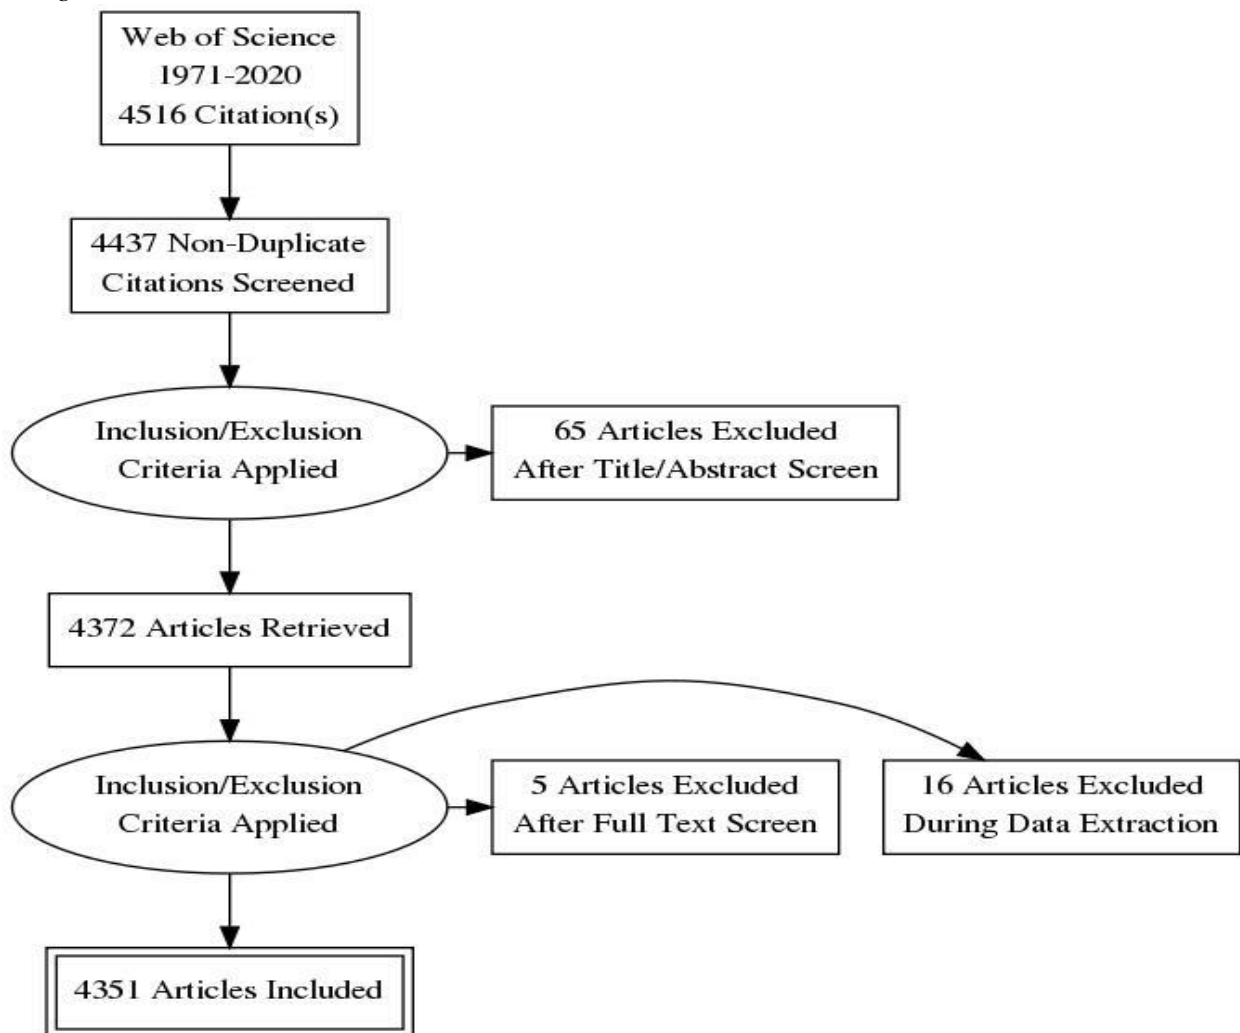 Web of Science
1971-2020
4516 Citation(s)
4437 Non-Duplicate
Citations Screened
Inclusion/Exclusion
Criteria Applied
65 Articles Excluded
After Title/Abstract Screen
4372 Articles Retrieved
Inclusion/Exclusion
Criteria Applied
5 Articles Excluded
After Full Text Screen
16 Articles Excluded
During Data Extraction
4351 Articles Included